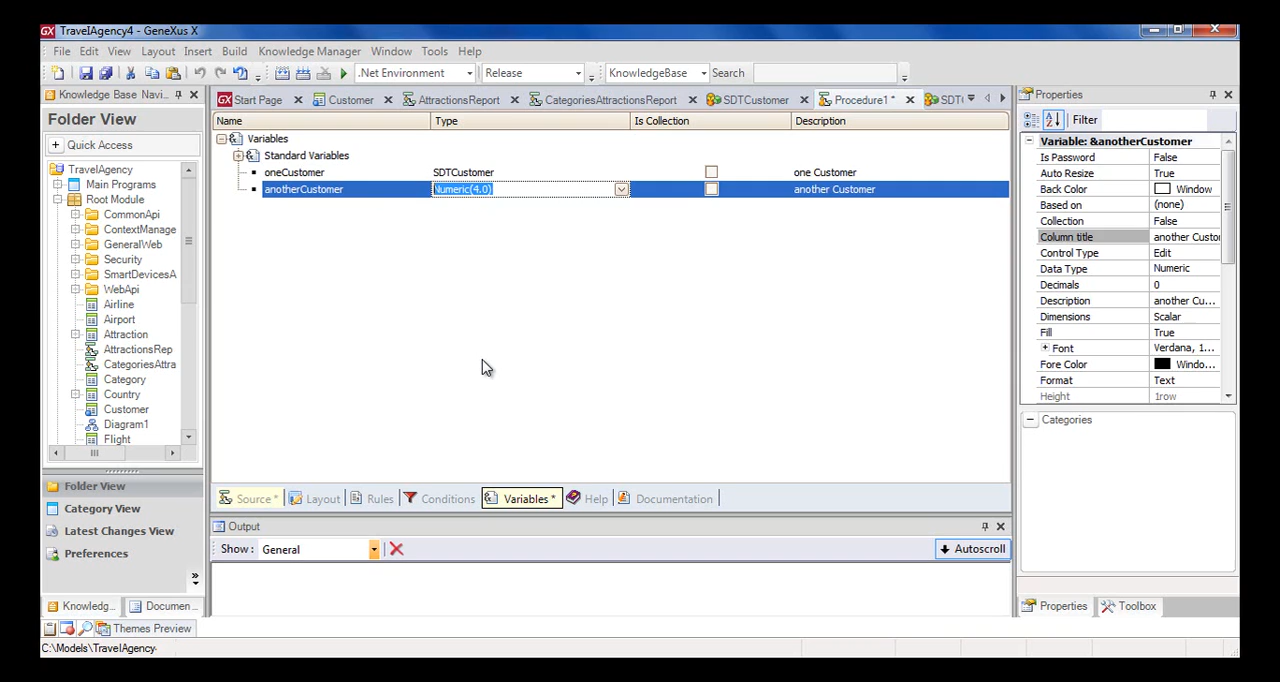 GX TravelAgency4 - GeneXus X
File Edit View Layout Insert Build Knowledge Manager Window Tools Help
.Net Environment Release KnowledgeBase Search
Knowledge Base Navi...
Start Page Customer AttractionsReport CategoriesAttractionsReport SDTCustomer Procedure1 *
Properties
Folder View
Name Type Is Collection Description
Filter
Quick Access
Variables
Standard Variables
oneCustomer SDTCustomer one Customer
anotherCustomer Numeric(4.0) another Customer
TravelAgency
Main Programs
Root Module
CommonApi
ContextManage
GeneralWeb
Security
SmartDevicesA
WebApi
Airline
Airport
Attraction
AttractionsRep
CategoriesAttra
Category
Country
Customer
Diagram1
Flight
Variable: &anotherCustomer
Is Password False
Auto Resize True
Back Color Window
Based on (none)
Collection False
Column title another Custor
Control Type Edit
Data Type Numeric
Decimals 0
Description another Cu...
Dimensions Scalar
Fill True
Font Verdana, 1...
Fore Color Windo...
Format Text
Height 1row
Categories
Folder View
Category View
Latest Changes View
Preferences
Source * Layout Rules Conditions Variables * Help Documentation
Output
Show: General Autoscroll
Knowledg... Documen...
Properties Toolbox
Themes Preview
C:\Models\TravelAgency